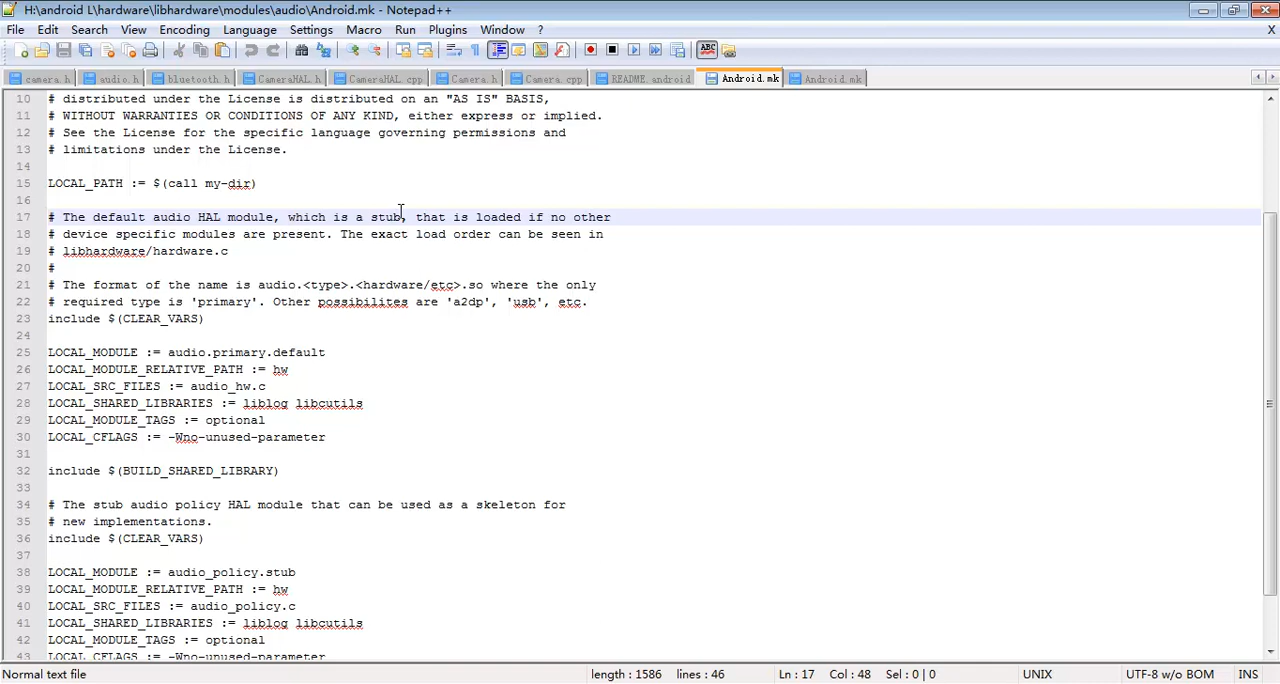 H:\android L\hardware\libhardware\modules\audio\Android.mk - Notepad++
File Edit Search View Encoding Language Settings Macro Run Plugins Window ? X
camera.h audio.h bluetooth.h CameraHAL.h CameraHAL.cpp Camera.h Camera.cpp README.android Android.mk Android.mk
10 # distributed under the License is distributed on an "AS IS" BASIS,
11 # WITHOUT WARRANTIES OR CONDITIONS OF ANY KIND, either express or implied.
12 # See the License for the specific language governing permissions and
13 # limitations under the License.
14
15 LOCAL_PATH := $(call my-dir)
16
17 # The default audio HAL module, which is a stub, that is loaded if no other
18 # device specific modules are present. The exact load order can be seen in
19 # libhardware/hardware.c
20 #
21 # The format of the name is audio.<type>.<hardware/etc>.so where the only
22 # required type is 'primary'. Other possibilites are 'a2dp', 'usb', etc.
23 include $(CLEAR_VARS)
24
25 LOCAL_MODULE := audio.primary.default
26 LOCAL_MODULE_RELATIVE_PATH := hw
27 LOCAL_SRC_FILES := audio_hw.c
28 LOCAL_SHARED_LIBRARIES := liblog libcutils
29 LOCAL_MODULE_TAGS := optional
30 LOCAL_CFLAGS := -Wno-unused-parameter
31
32 include $(BUILD_SHARED_LIBRARY)
33
34 # The stub audio policy HAL module that can be used as a skeleton for
35 # new implementations.
36 include $(CLEAR_VARS)
37
38 LOCAL_MODULE := audio_policy.stub
39 LOCAL_MODULE_RELATIVE_PATH := hw
40 LOCAL_SRC_FILES := audio_policy.c
41 LOCAL_SHARED_LIBRARIES := liblog libcutils
42 LOCAL_MODULE_TAGS := optional
43 LOCAL_CFLAGS := -Wno-unused-parameter
Normal text file length : 1586 lines : 46 Ln : 17 Col : 48 Sel : 0 | 0 UNIX UTF-8 w/o BOM INS